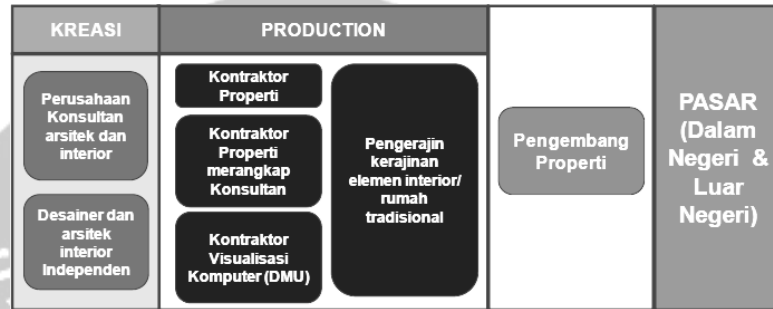 KREASI
PRODUCTION
Perusahaan
Konsultan
arsitek dan
interior
Desainer dan
arsitek
interior
Independen
Kontraktor
Properti
Kontraktor
Properti
merangkap
Konsultan
Kontraktor
Visualisasi
Komputer (DMU)
Pengerajin
kerajinan
elemen interior/
rumah
tradisional
Pengembang
Properti
PASAR
(Dalam
Negeri &
Luar
Negeri)